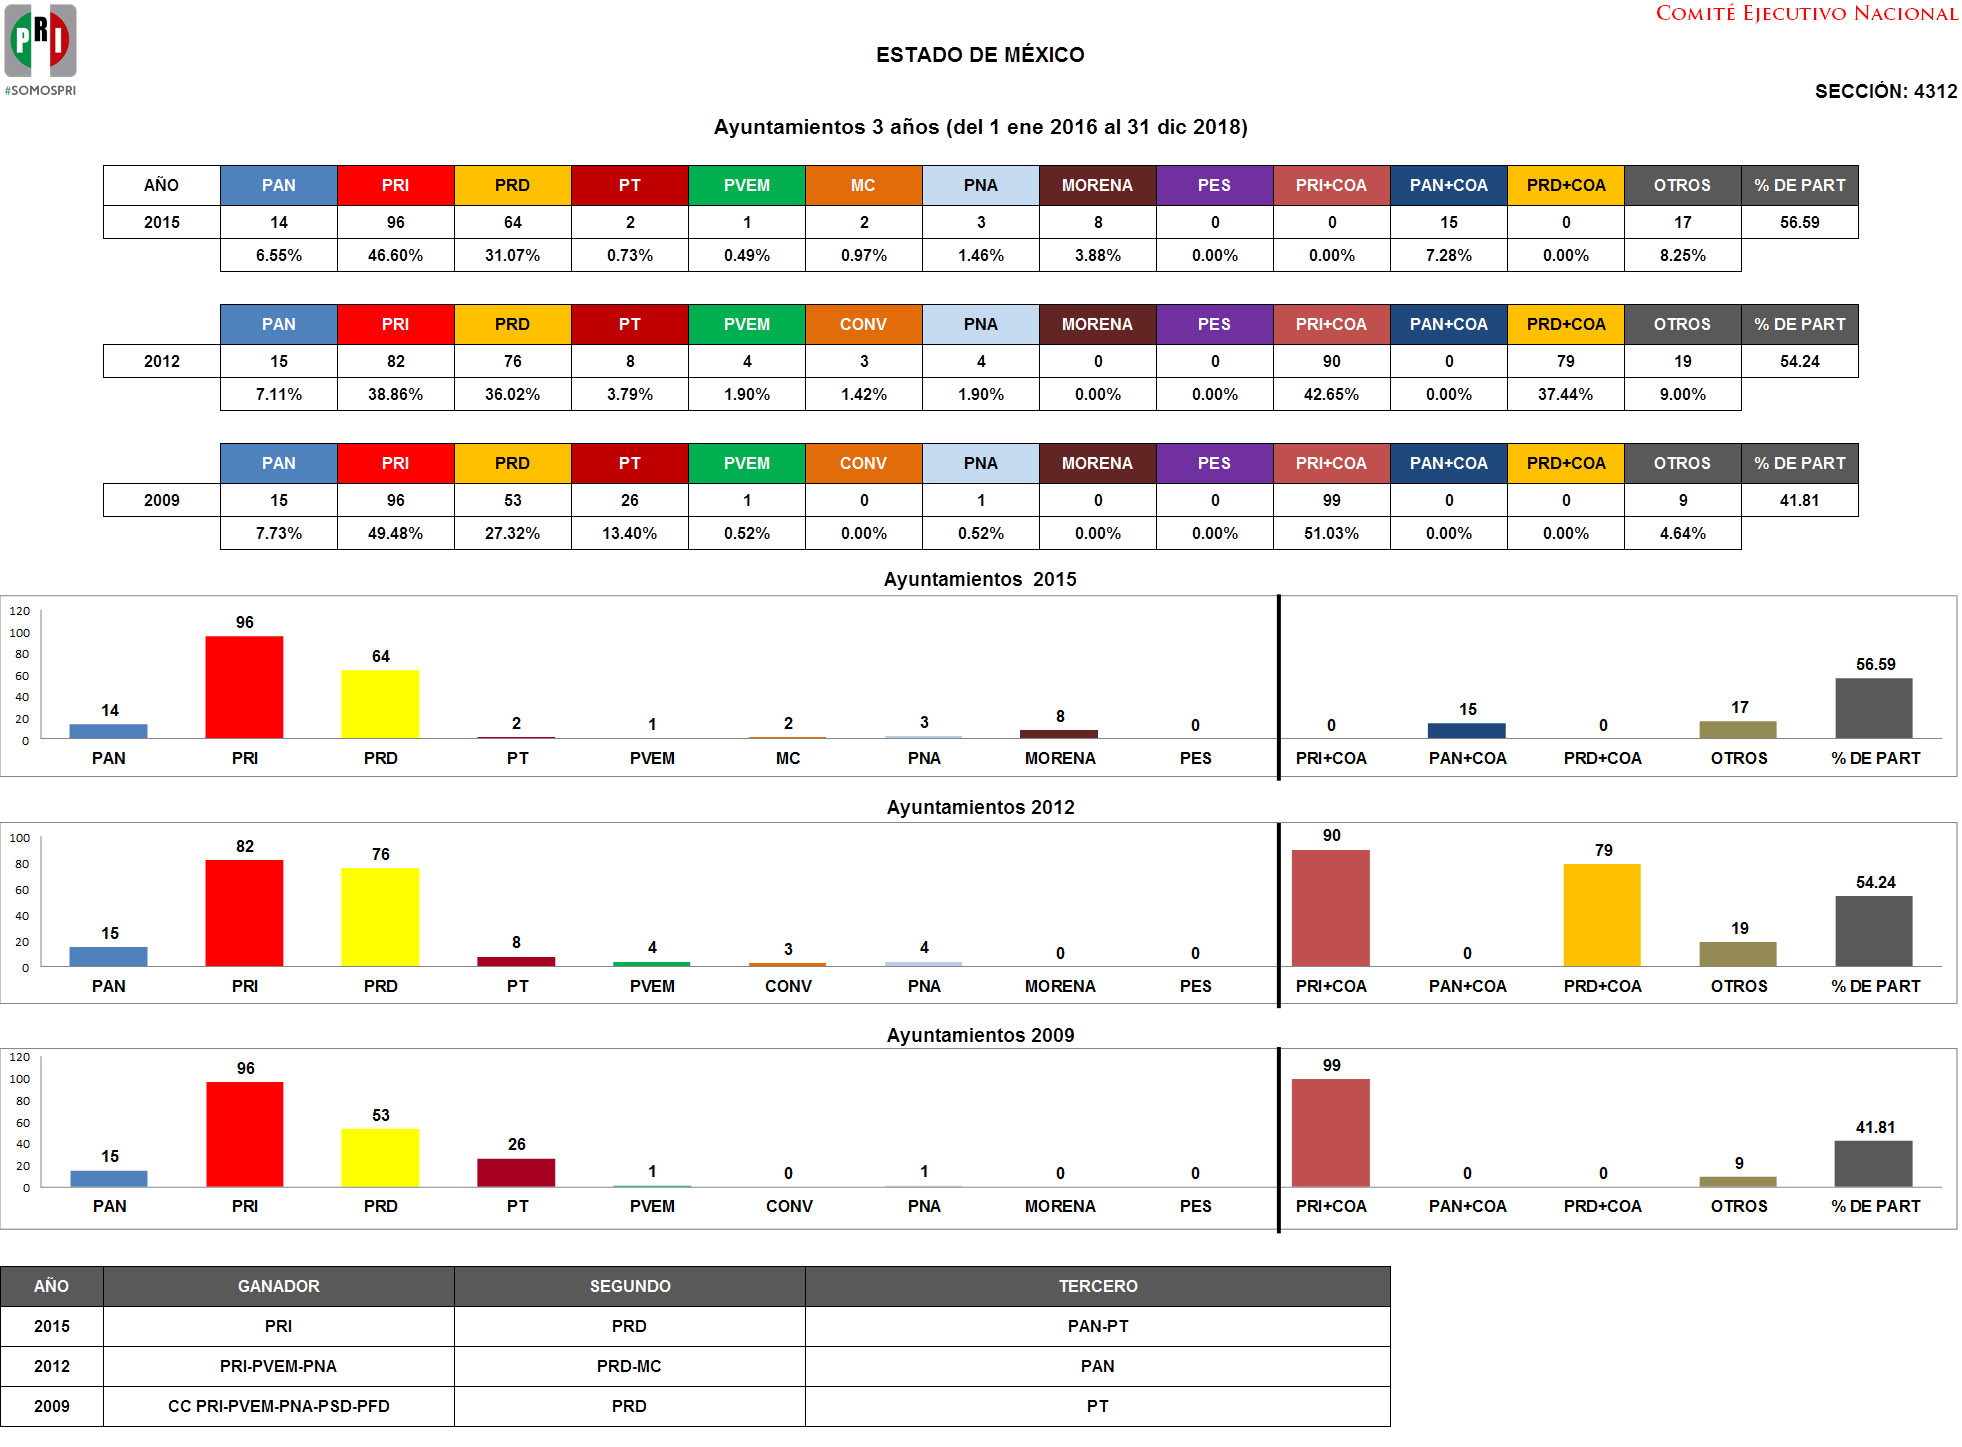 PRI
#SOMOSPRI
COMITÉ EJECUTIVO NACIONAL
ESTADO DE MÉXICO
SECCIÓN: 4312
Ayuntamientos 3 años (del 1 ene 2016 al 31 dic 2018)
AÑO PAN PRI PRD PT PVEM MC PNA MORENA PES PRI+COA PAN+COA PRD+COA OTROS % DE PART
2015 14 96 64 2 1 2 3 8 0 0 15 0 17 56.59
6.55% 46.60% 31.07% 0.73% 0.49% 0.97% 1.46% 3.88% 0.00% 0.00% 7.28% 0.00% 8.25%
PAN PRI PRD PT PVEM CONV PNA MORENA PES PRI+COA PAN+COA PRD+COA OTROS % DE PART
2012 15 82 76 8 4 3 4 0 0 90 0 79 19 54.24
7.11% 38.86% 36.02% 3.79% 1.90% 1.42% 1.90% 0.00% 0.00% 42.65% 0.00% 37.44% 9.00%
PAN PRI PRD PT PVEM CONV PNA MORENA PES PRI+COA PAN+COA PRD+COA OTROS % DE PART
2009 15 96 53 26 1 0 1 0 0 99 0 0 9 41.81
7.73% 49.48% 27.32% 13.40% 0.52% 0.00% 0.52% 0.00% 0.00% 51.03% 0.00% 0.00% 4.64%
Ayuntamientos 2015
120
100
80
60
40
20
0
14 96 64 2 1 2 3 8 0 0 15 0 17 56.59
PAN PRI PRD PT PVEM MC PNA MORENA PES PRI+COA PAN+COA PRD+COA OTROS % DE PART
Ayuntamientos 2012
100
80
60
40
20
0
15 82 76 8 4 3 4 0 0 90 0 79 19 54.24
PAN PRI PRD PT PVEM CONV PNA MORENA PES PRI+COA PAN+COA PRD+COA OTROS % DE PART
Ayuntamientos 2009
120
100
80
60
40
20
0
15 96 53 26 1 0 1 0 0 99 0 0 9 41.81
PAN PRI PRD PT PVEM CONV PNA MORENA PES PRI+COA PAN+COA PRD+COA OTROS % DE PART
AÑO GANADOR SEGUNDO TERCERO
2015 PRI PRD PAN-PT
2012 PRI-PVEM-PNA PRD-MC PAN
2009 CC PRI-PVEM-PNA-PSD-PFD PRD PT